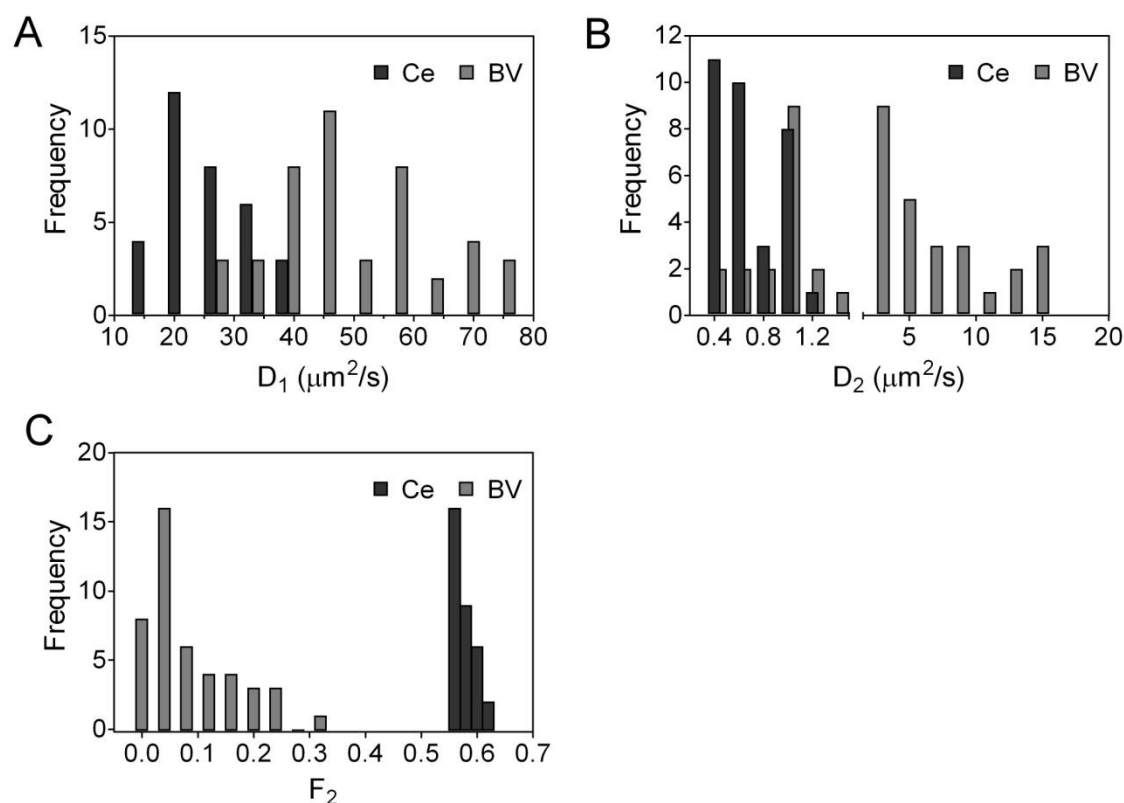 A
Ce BV
Frequency
15
10
5
0
10 20 30 40 50 60 70 80
D₁ (μm²/s)
B
Ce BV
Frequency
12
10
8
6
4
2
0
0.4 0.8 1.2 5 10 15 20
D₂ (μm²/s)
C
Ce BV
Frequency
20
15
10
5
0
0.0 0.1 0.2 0.3 0.4 0.5 0.6 0.7
F₂